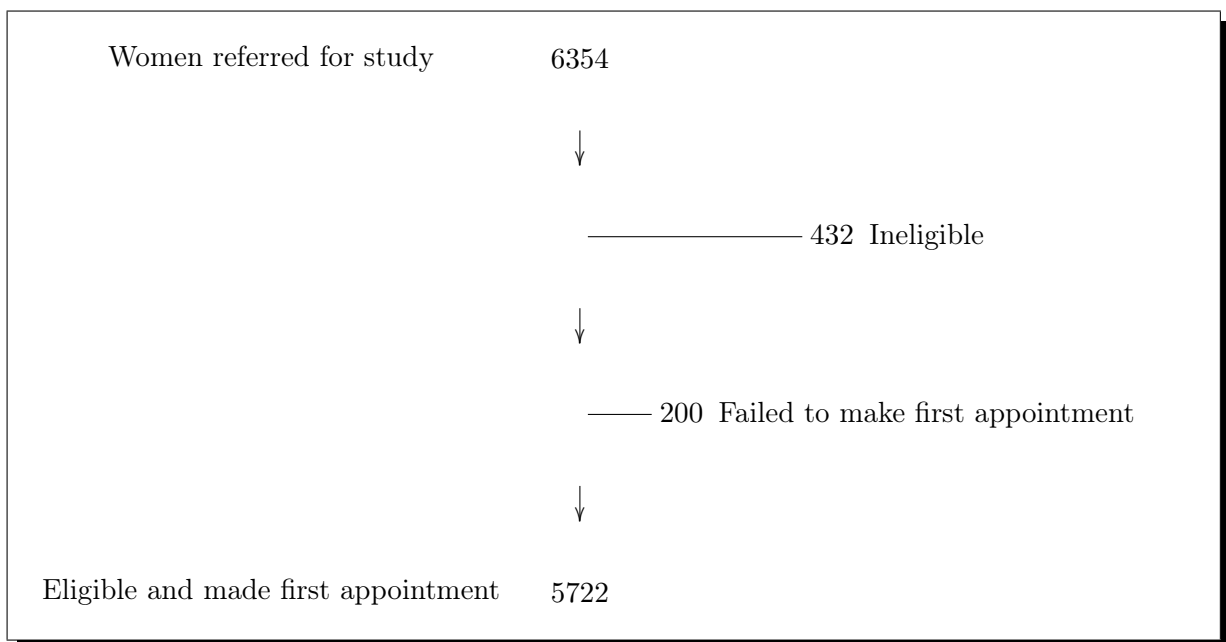 Women referred for study 6354
432 Ineligible
200 Failed to make first appointment
Eligible and made first appointment 5722